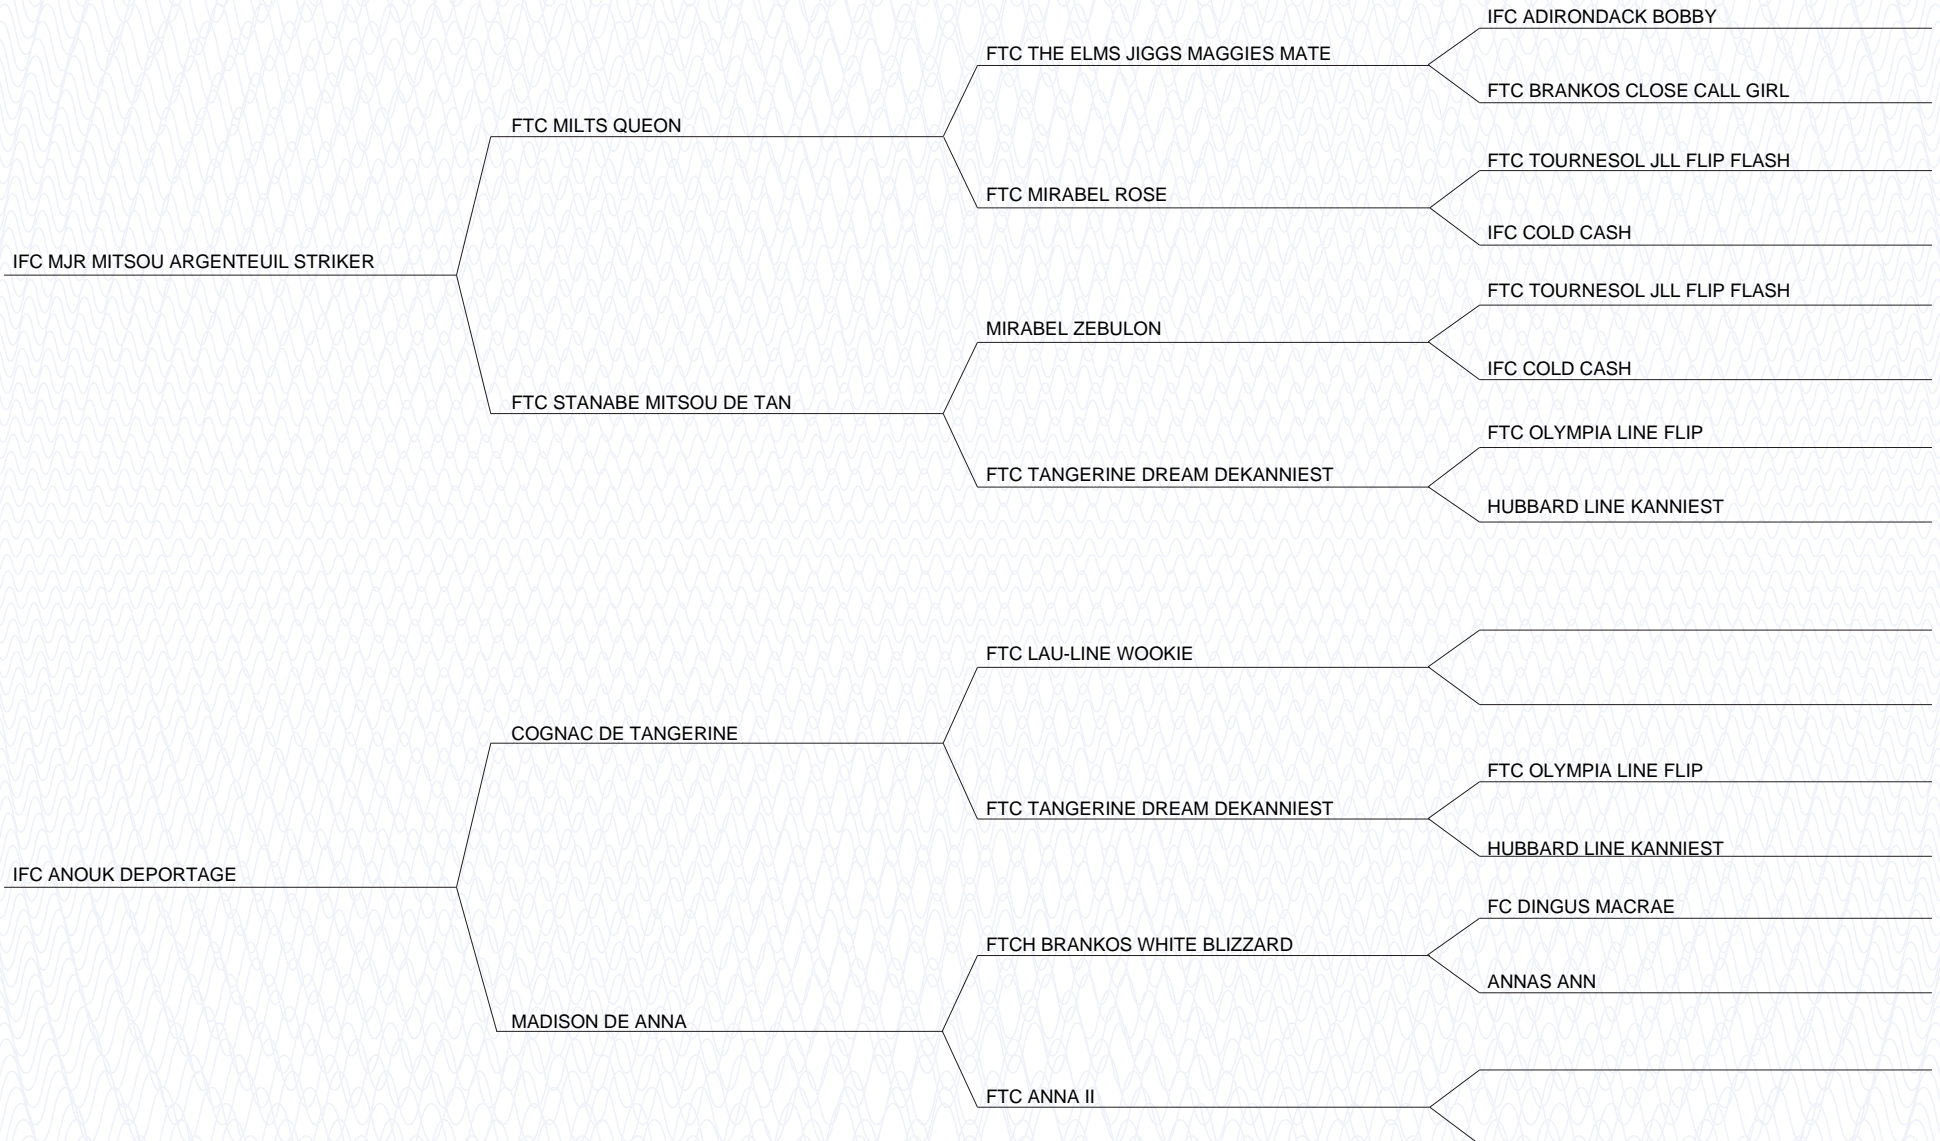 IFC ADIRONDACK BOBBY
FTC THE ELMS JIGGS MAGGIES MATE
FTC BRANKOS CLOSE CALL GIRL
FTC MILTS QUEON
FTC TOURNESOL JLL FLIP FLASH
FTC MIRABEL ROSE
IFC COLD CASH
IFC MJR MITSOU ARGENTEUIL STRIKER
FTC TOURNESOL JLL FLIP FLASH
MIRABEL ZEBULON
IFC COLD CASH
FTC STANABE MITSOU DE TAN
FTC OLYMPIA LINE FLIP
FTC TANGERINE DREAM DEKANNIEST
HUBBARD LINE KANNIEST
FTC LAU-LINE WOOKIE
COGNAC DE TANGERINE
FTC OLYMPIA LINE FLIP
FTC TANGERINE DREAM DEKANNIEST
HUBBARD LINE KANNIEST
IFC ANOUK DEPORTAGE
FC DINGUS MACRAE
FTCH BRANKOS WHITE BLIZZARD
ANNAS ANN
MADISON DE ANNA
FTC ANNA II